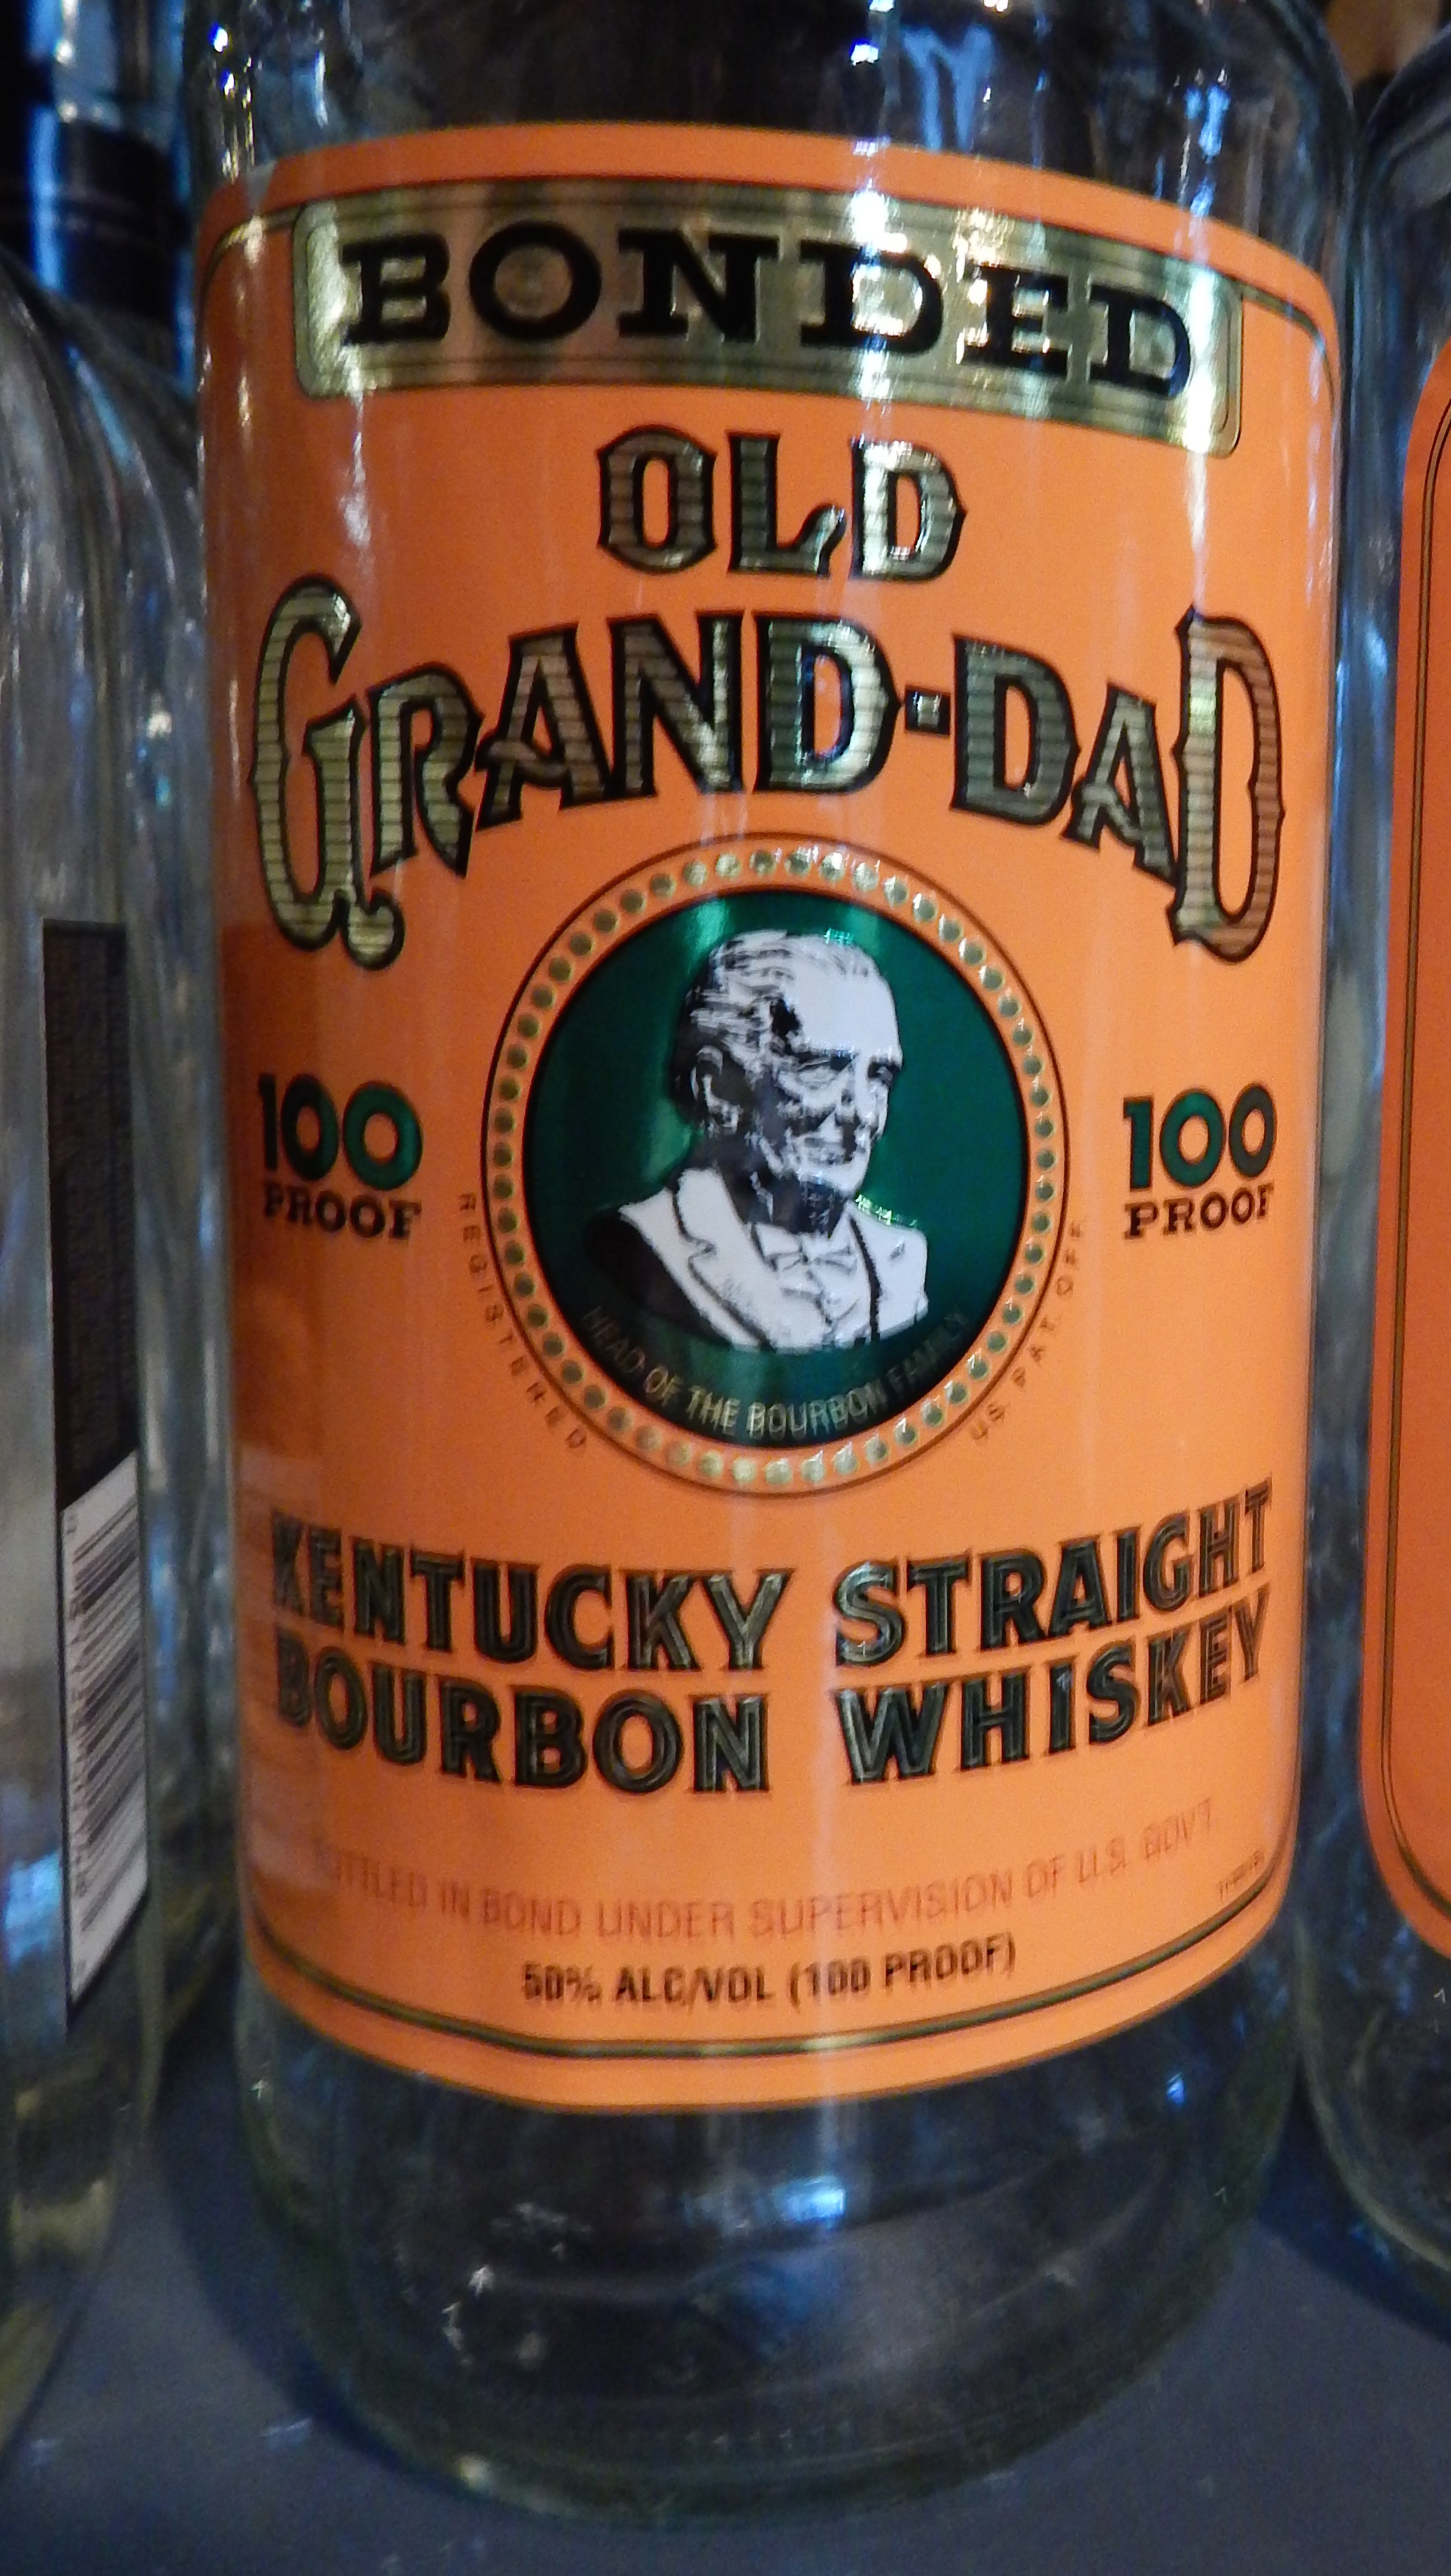 BONDED
OLD
GRAND-DAD
100
PROOF
100
PROOF
REGISTERED
U.S. PAT. OFF.
HEAD OF THE BOURBON FAMILY
KENTUCKY STRAIGHT
BOURBON WHISKEY
BOTTLED IN BOND UNDER SUPERVISION OF U.S. GOV'T.
50% ALC/VOL (100 PROOF)